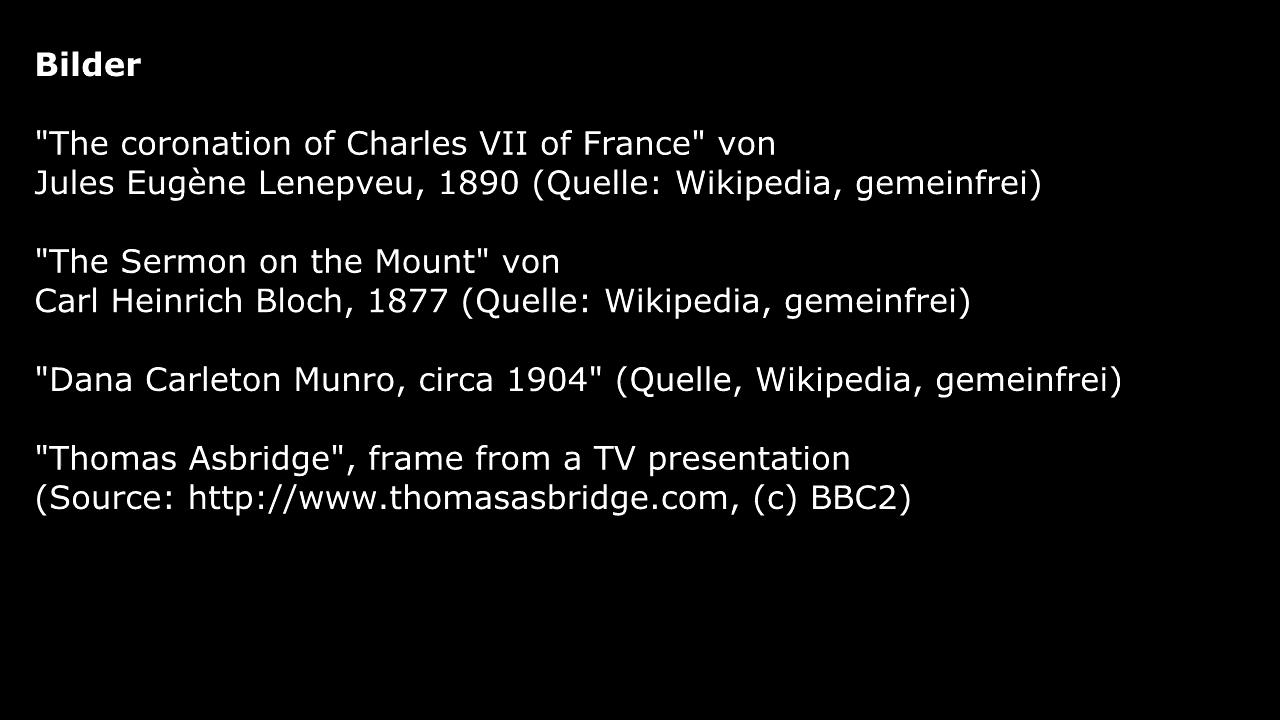 Bilder
"The coronation of Charles VII of France" von
Jules Eugène Lenepveu, 1890 (Quelle: Wikipedia, gemeinfrei)
"The Sermon on the Mount" von
Carl Heinrich Bloch, 1877 (Quelle: Wikipedia, gemeinfrei)
"Dana Carleton Munro, circa 1904" (Quelle, Wikipedia, gemeinfrei)
"Thomas Asbridge", frame from a TV presentation
(Source: http://www.thomasasbridge.com, (c) BBC2)